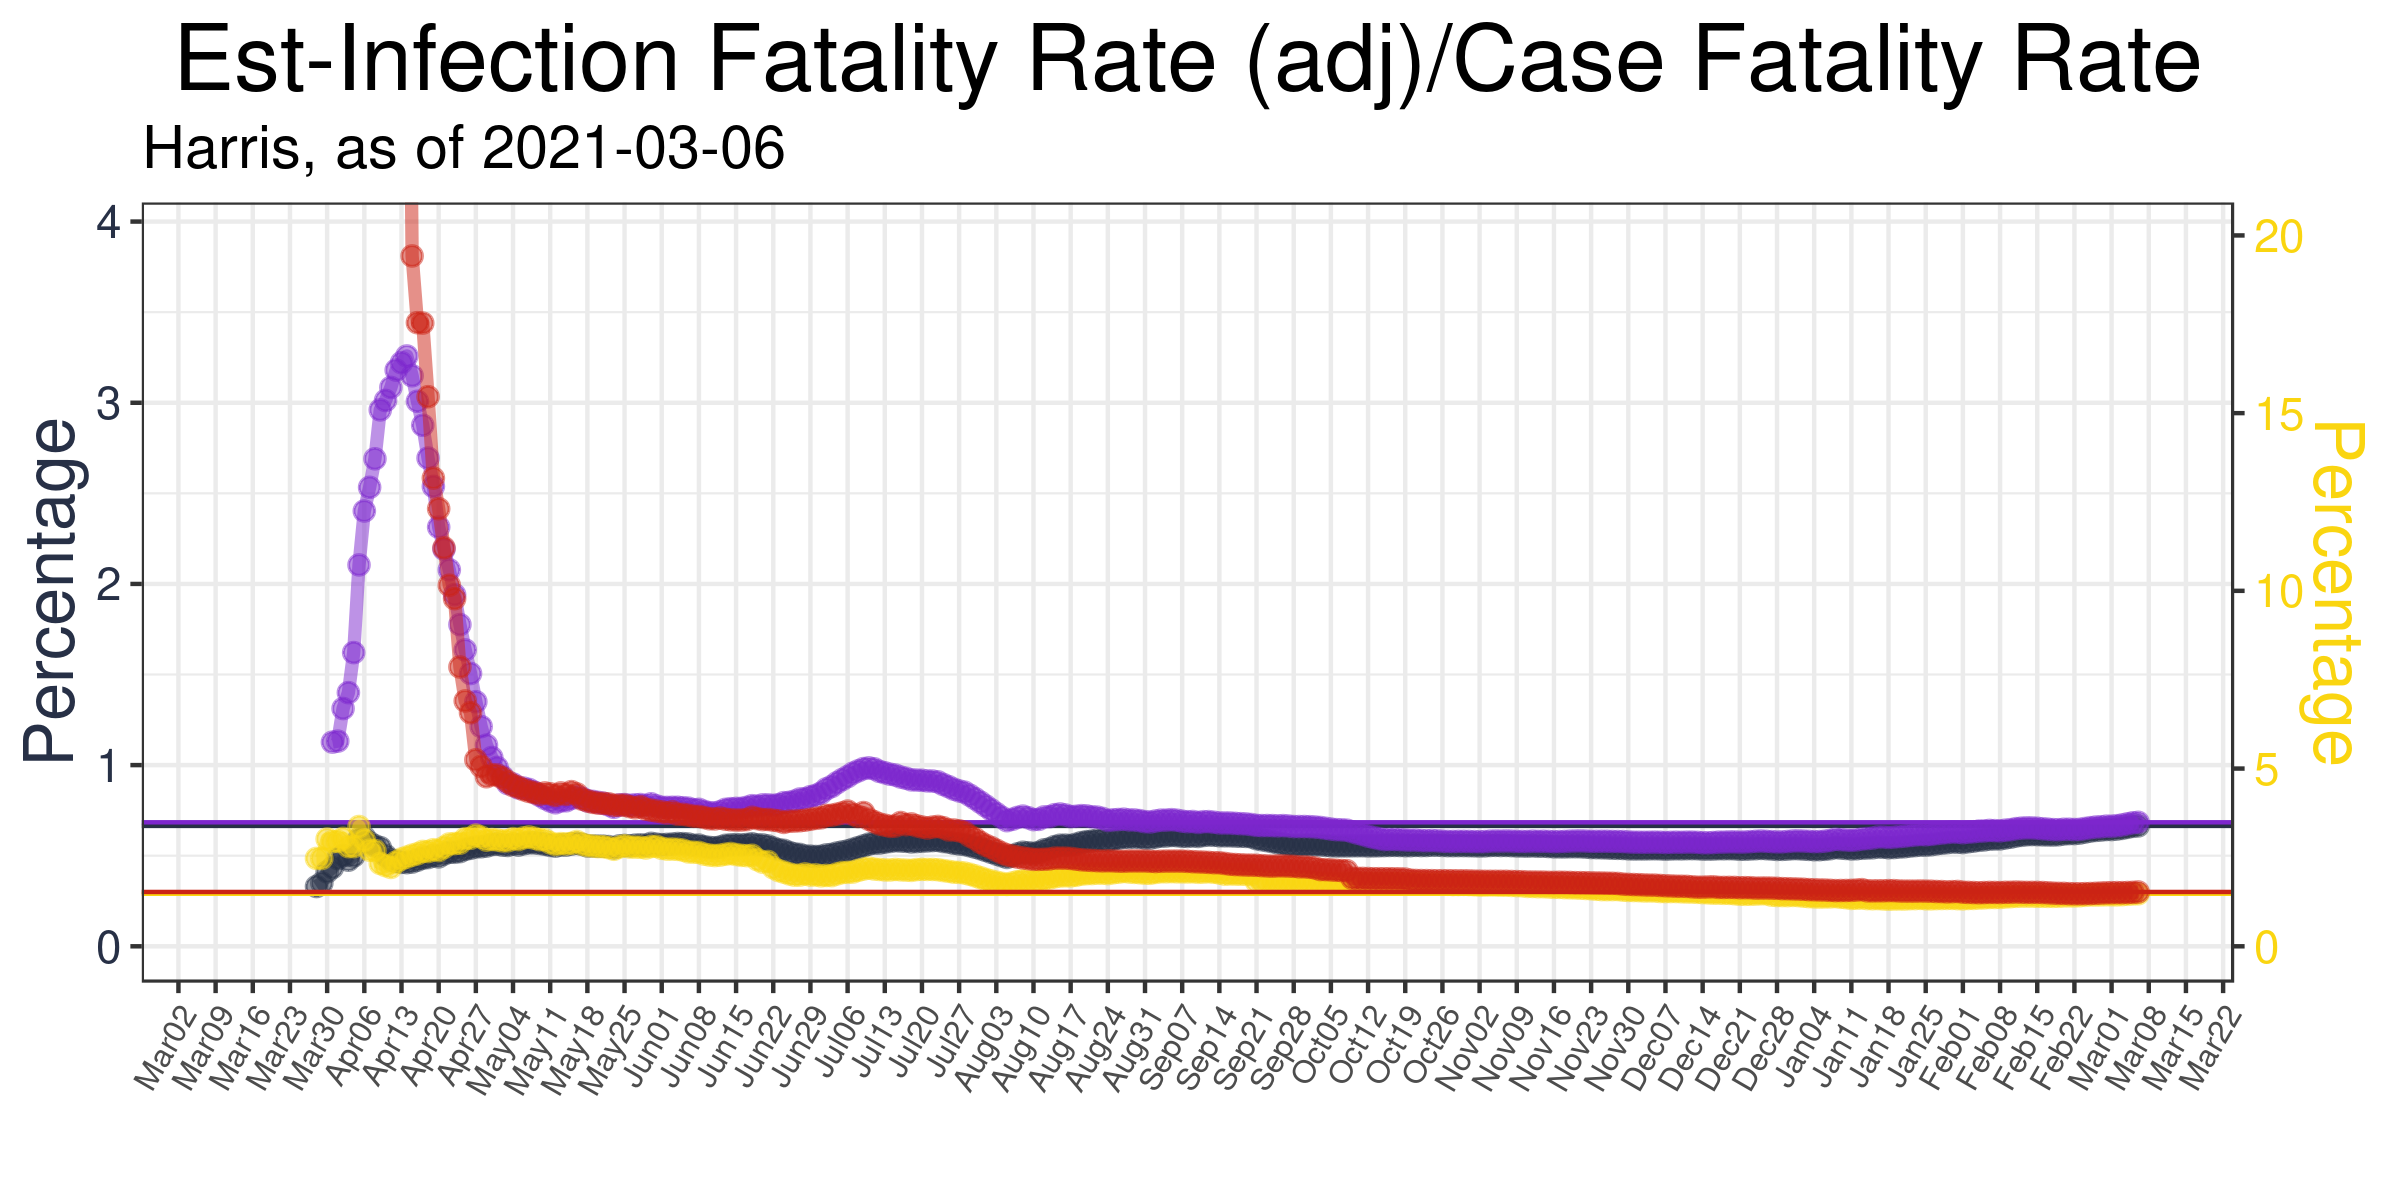 Est-Infection Fatality Rate (adj)/Case Fatality Rate
Harris, as of 2021-03-06
Percentage
4
3
2
1
0
20
15
10
5
0
Percentage
Mar02
Mar09
Mar16
Mar23
Mar30
Apr06
Apr13
Apr20
Apr27
May04
May11
May18
May25
Jun01
Jun08
Jun15
Jun22
Jun29
Jul06
Jul13
Jul20
Jul27
Aug03
Aug10
Aug17
Aug24
Aug31
Sep07
Sep14
Sep21
Sep28
Oct05
Oct12
Oct19
Oct26
Nov02
Nov09
Nov16
Nov23
Nov30
Dec07
Dec14
Dec21
Dec28
Jan04
Jan11
Jan18
Jan25
Feb01
Feb08
Feb15
Feb22
Mar01
Mar08
Mar15
Mar22